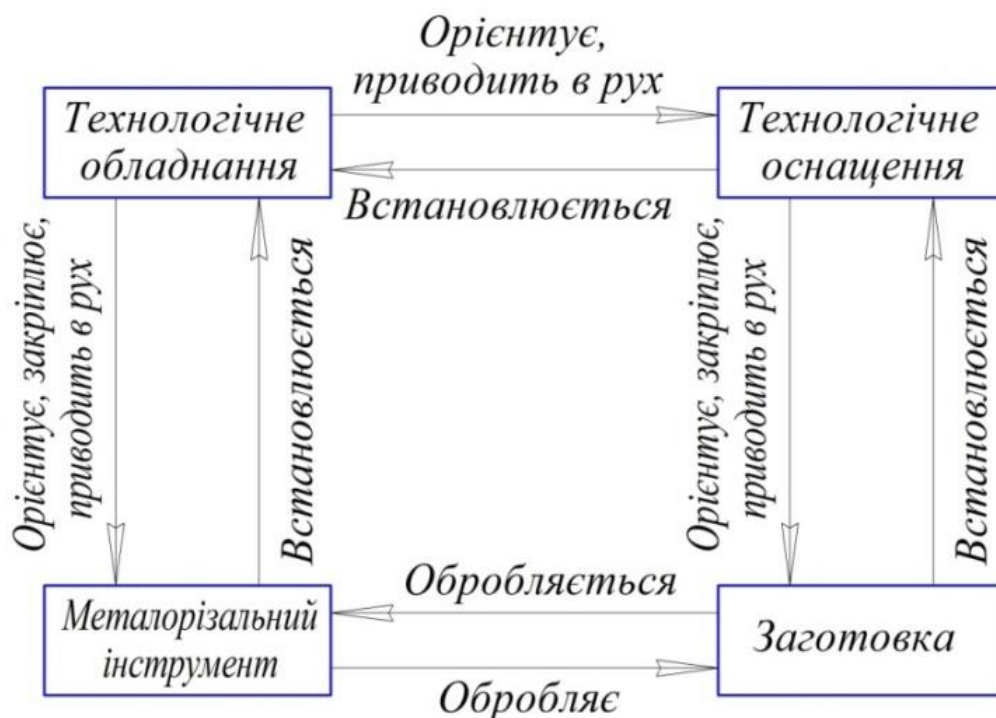 Орієнтує,
приводить в рух
Технологічне
обладнання
Технологічне
оснащення
Встановлюється
Орієнтує, закріплює,
приводить в рух
Встановлюється
Орієнтує, закріплює,
приводить в рух
Встановлюється
Обробляється
Металорізальний
інструмент
Заготовка
Обробляє